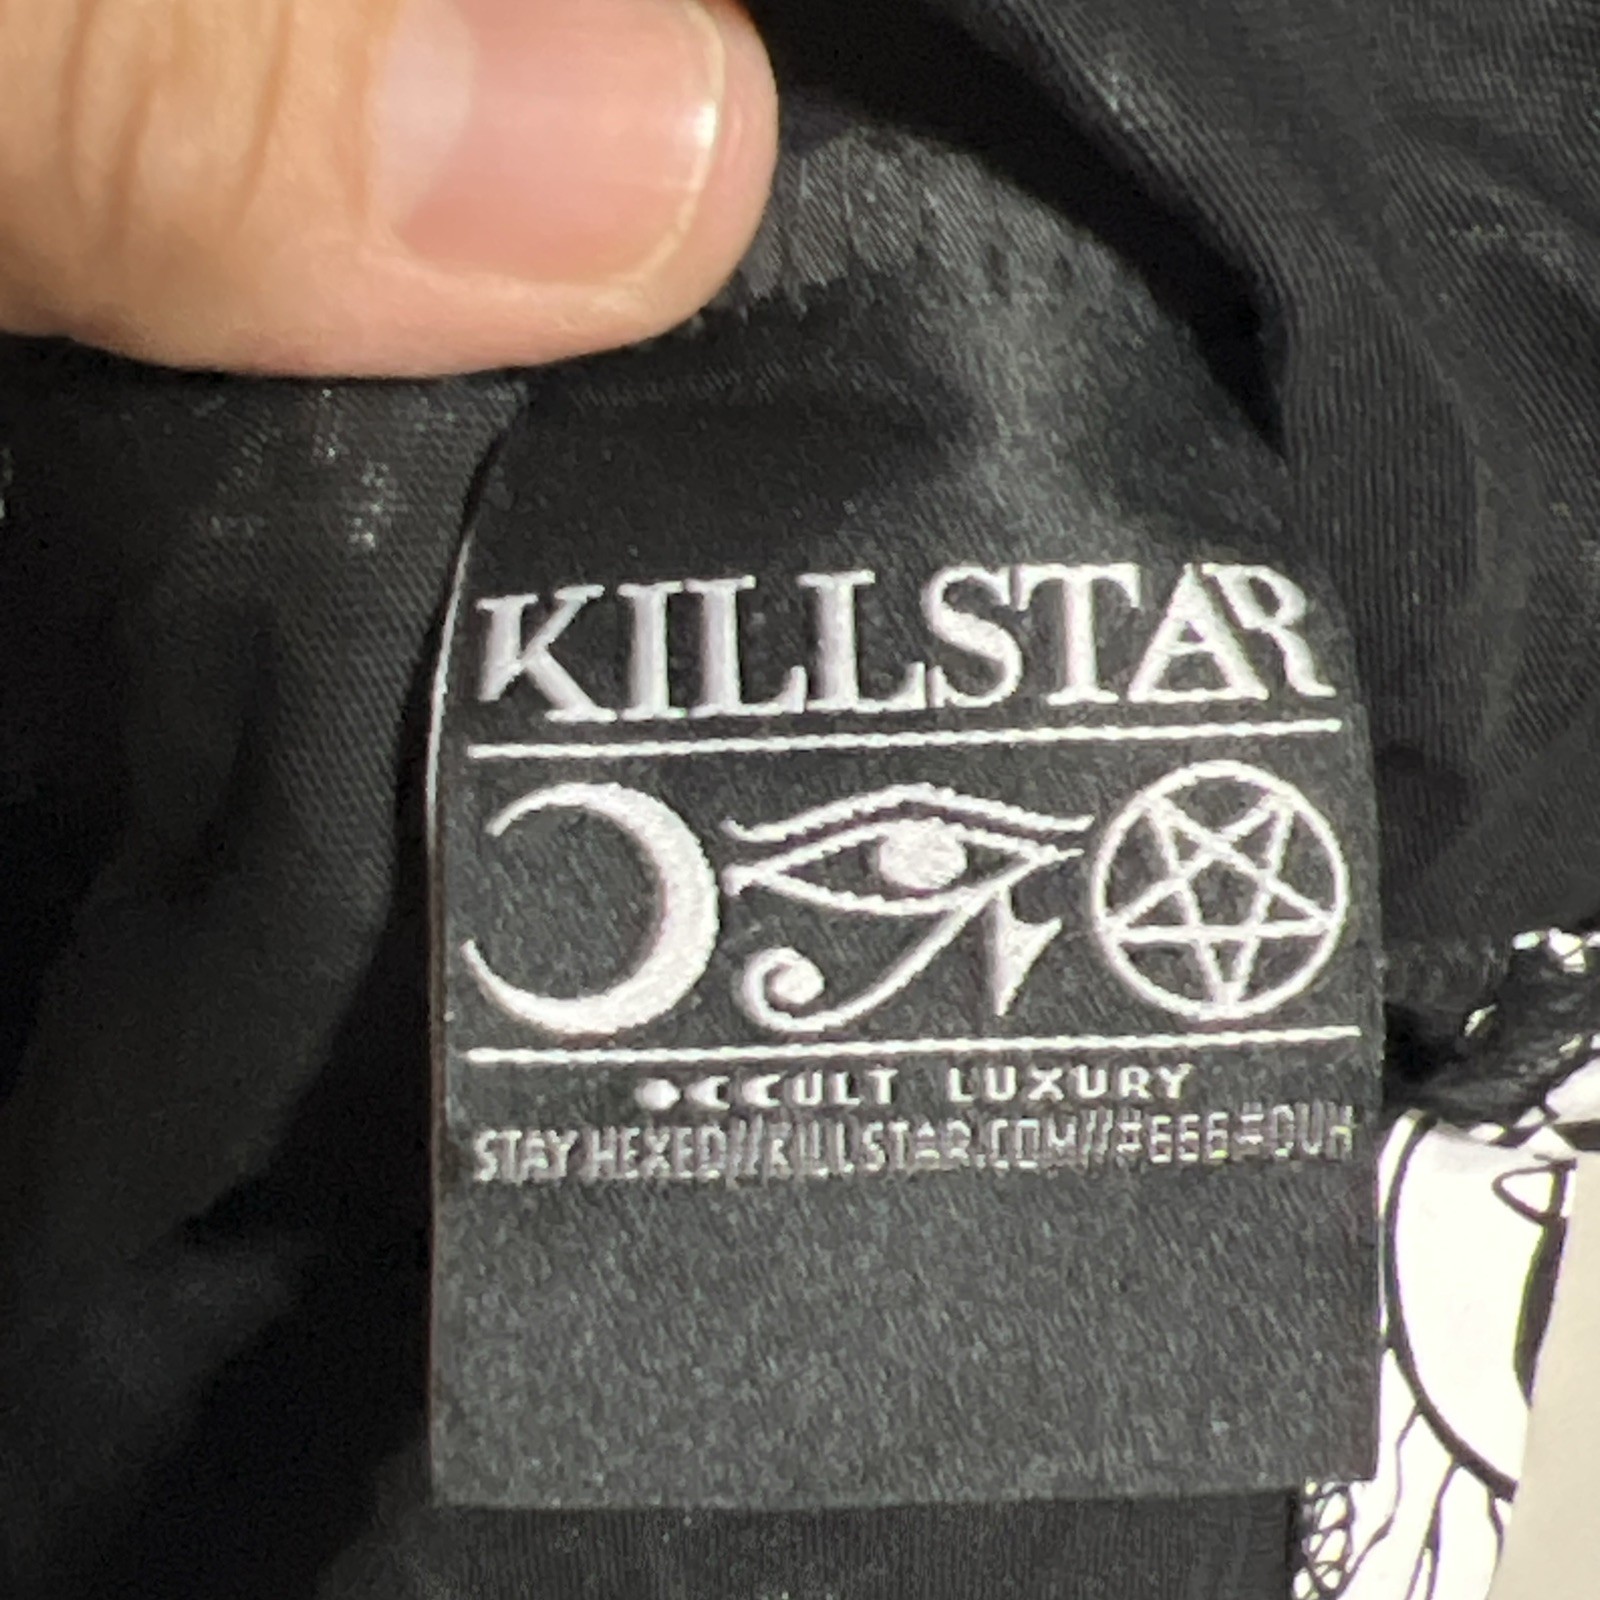 KILLSTAR
OCCULT LUXURY
STAY HEXED//KILLSTAR.COM//#666#DUH